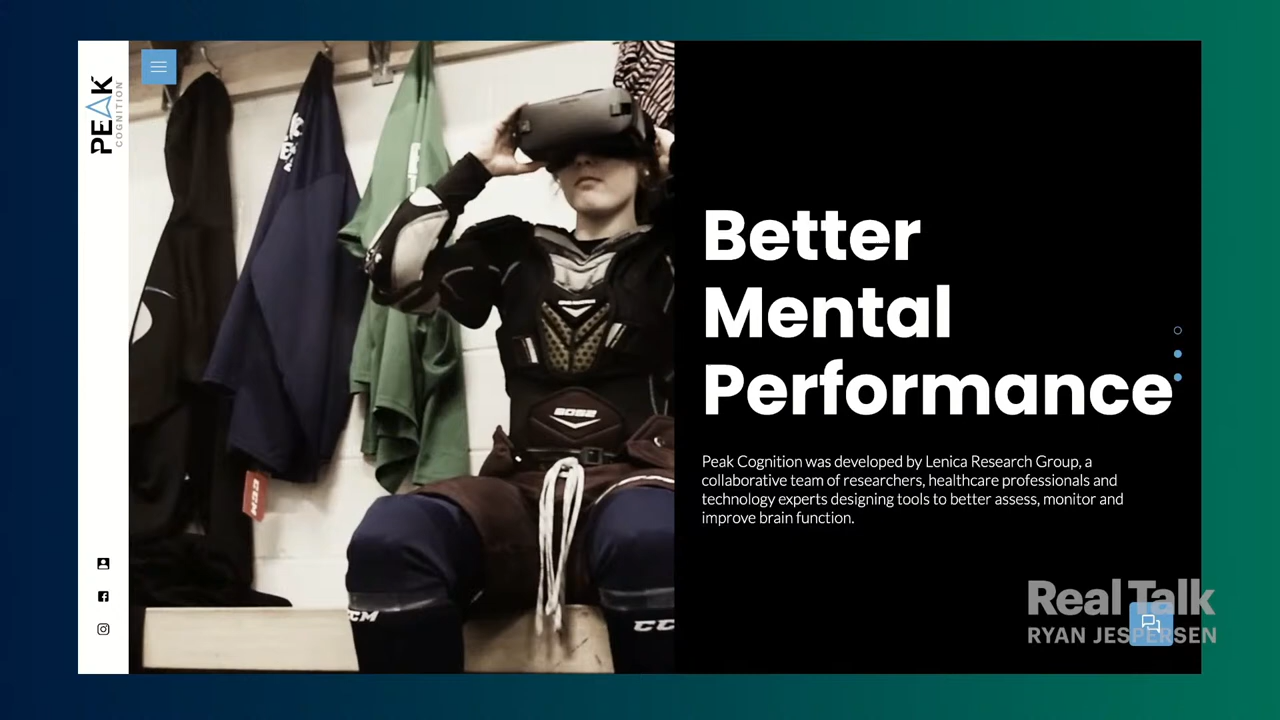 PEAK
COGNITION
Better
Mental
Performance
Peak Cognition was developed by Lenica Research Group, a
collaborative team of researchers, healthcare professionals and
technology experts designing tools to better assess, monitor and
improve brain function.
CCM
CCM
Real Talk
RYAN JESPERSEN